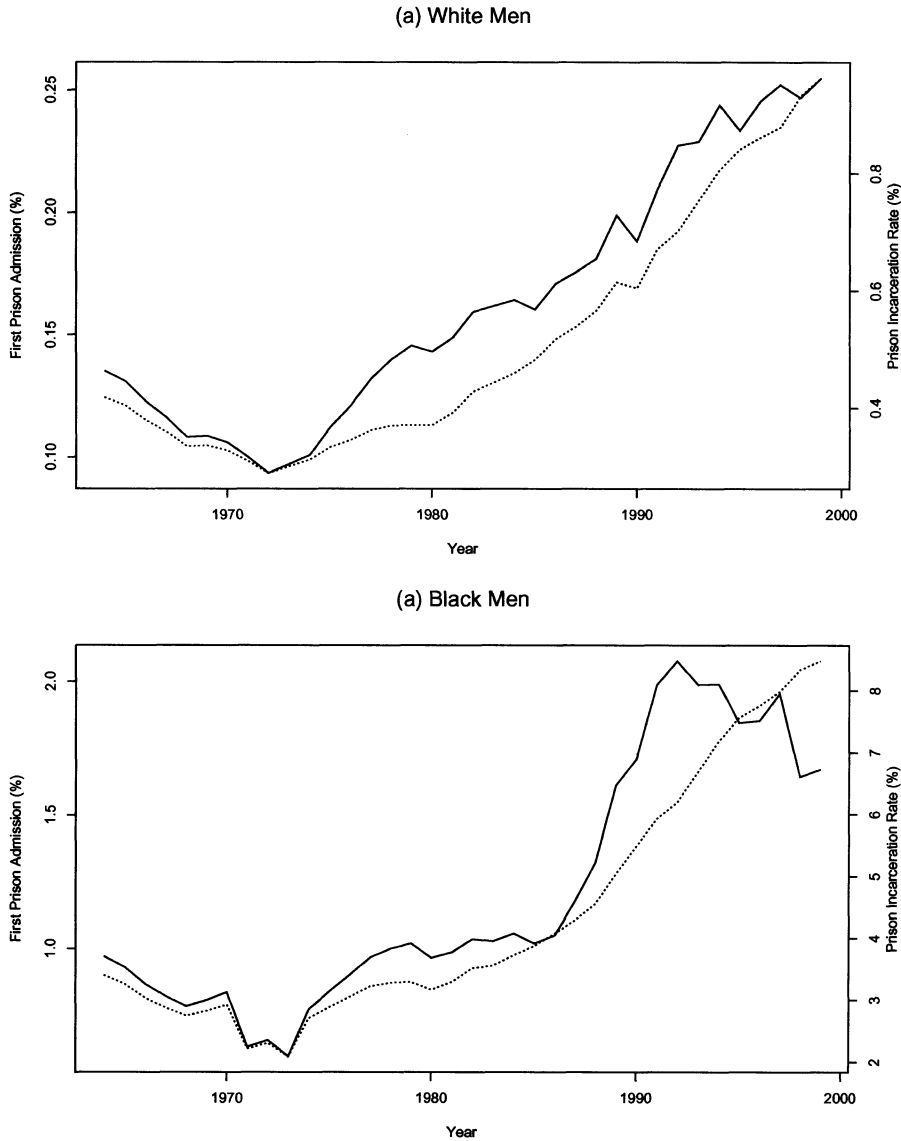 (a) White Men
First Prison Admission (%)
0.25
0.20
0.15
0.10
0.8
0.6
0.4
Prison Incarceration Rate (%)
1970 1980 1990 2000
Year
(a) Black Men
First Prison Admission (%)
2.0
1.5
1.0
8
7
6
5
4
3
2
Prison Incarceration Rate (%)
1970 1980 1990 2000
Year